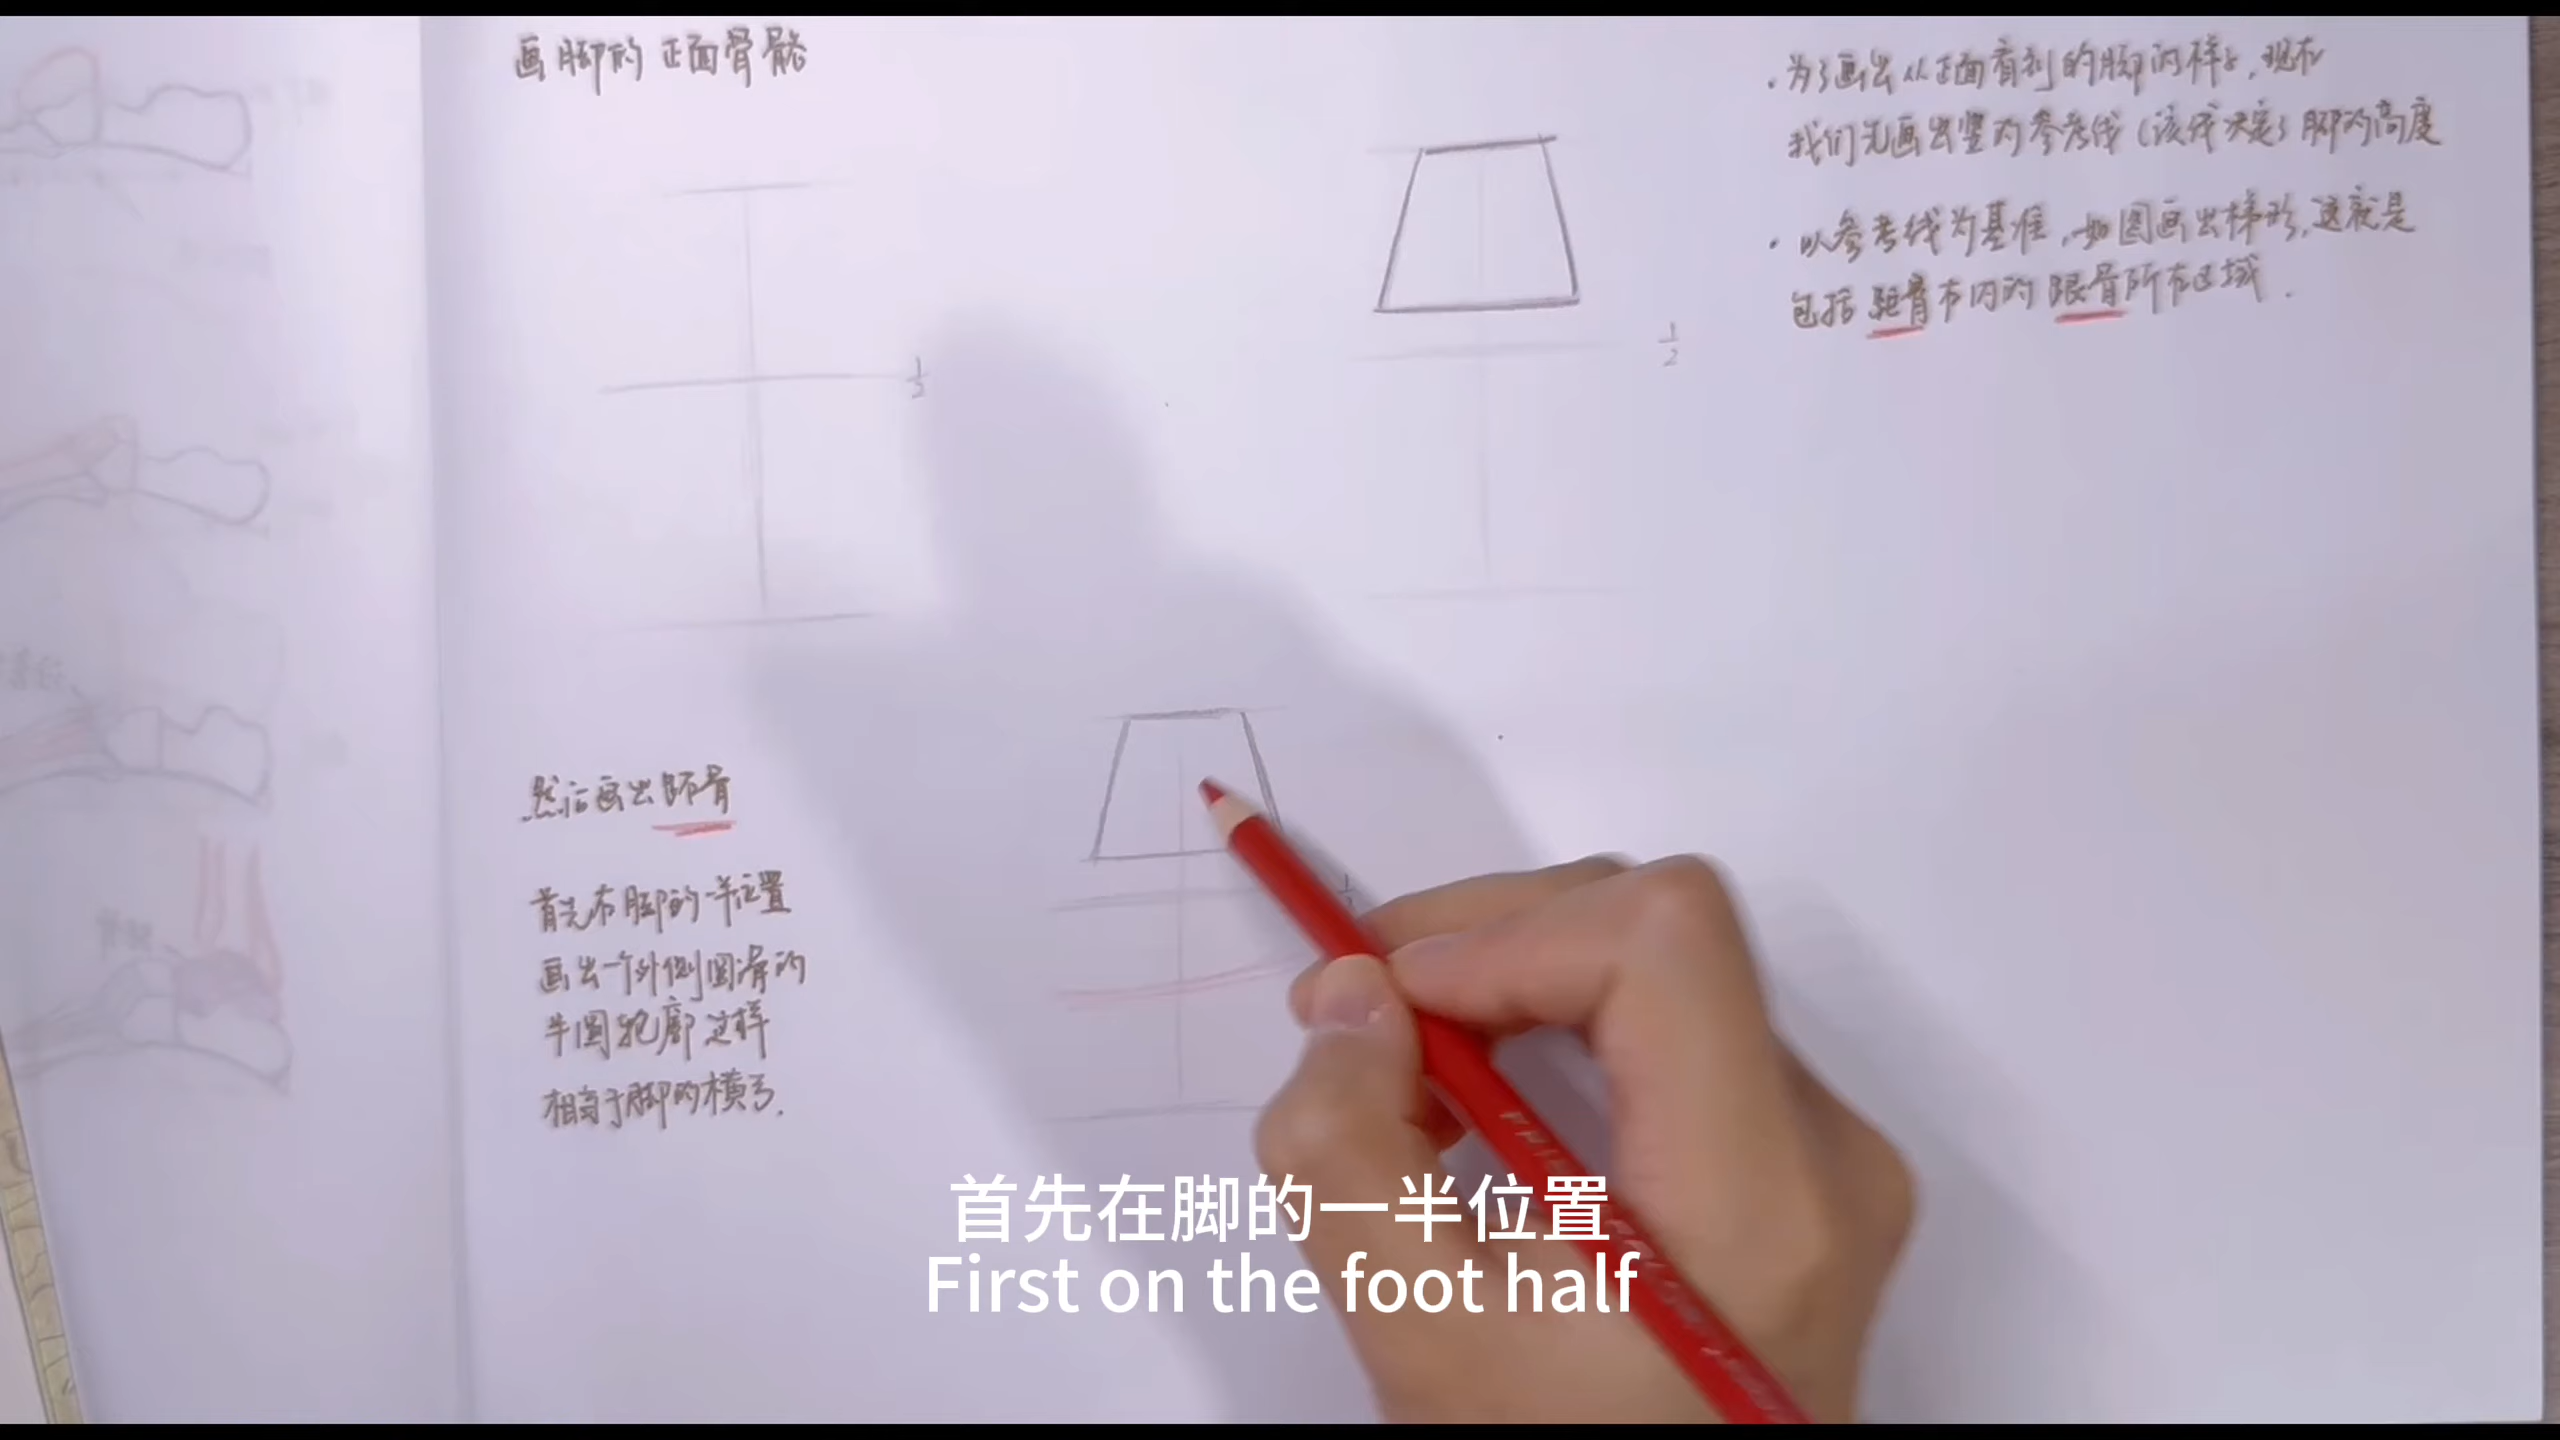 画脚的正面骨骼
·为了画出从正面看到的脚的样子,现在
我们先画出竖为参考线(该线决定)脚的高度
·以参考线为基准,如图画出梯形,这就是
包括距骨在内的跟骨所在区域.
1/2
1/2
然后画出跖骨
首先在脚的一半位置
画出一个外侧圆滑的
半圆轮廓这样
相当于脚的横弓.
首先在脚的一半位置
First on the foot half